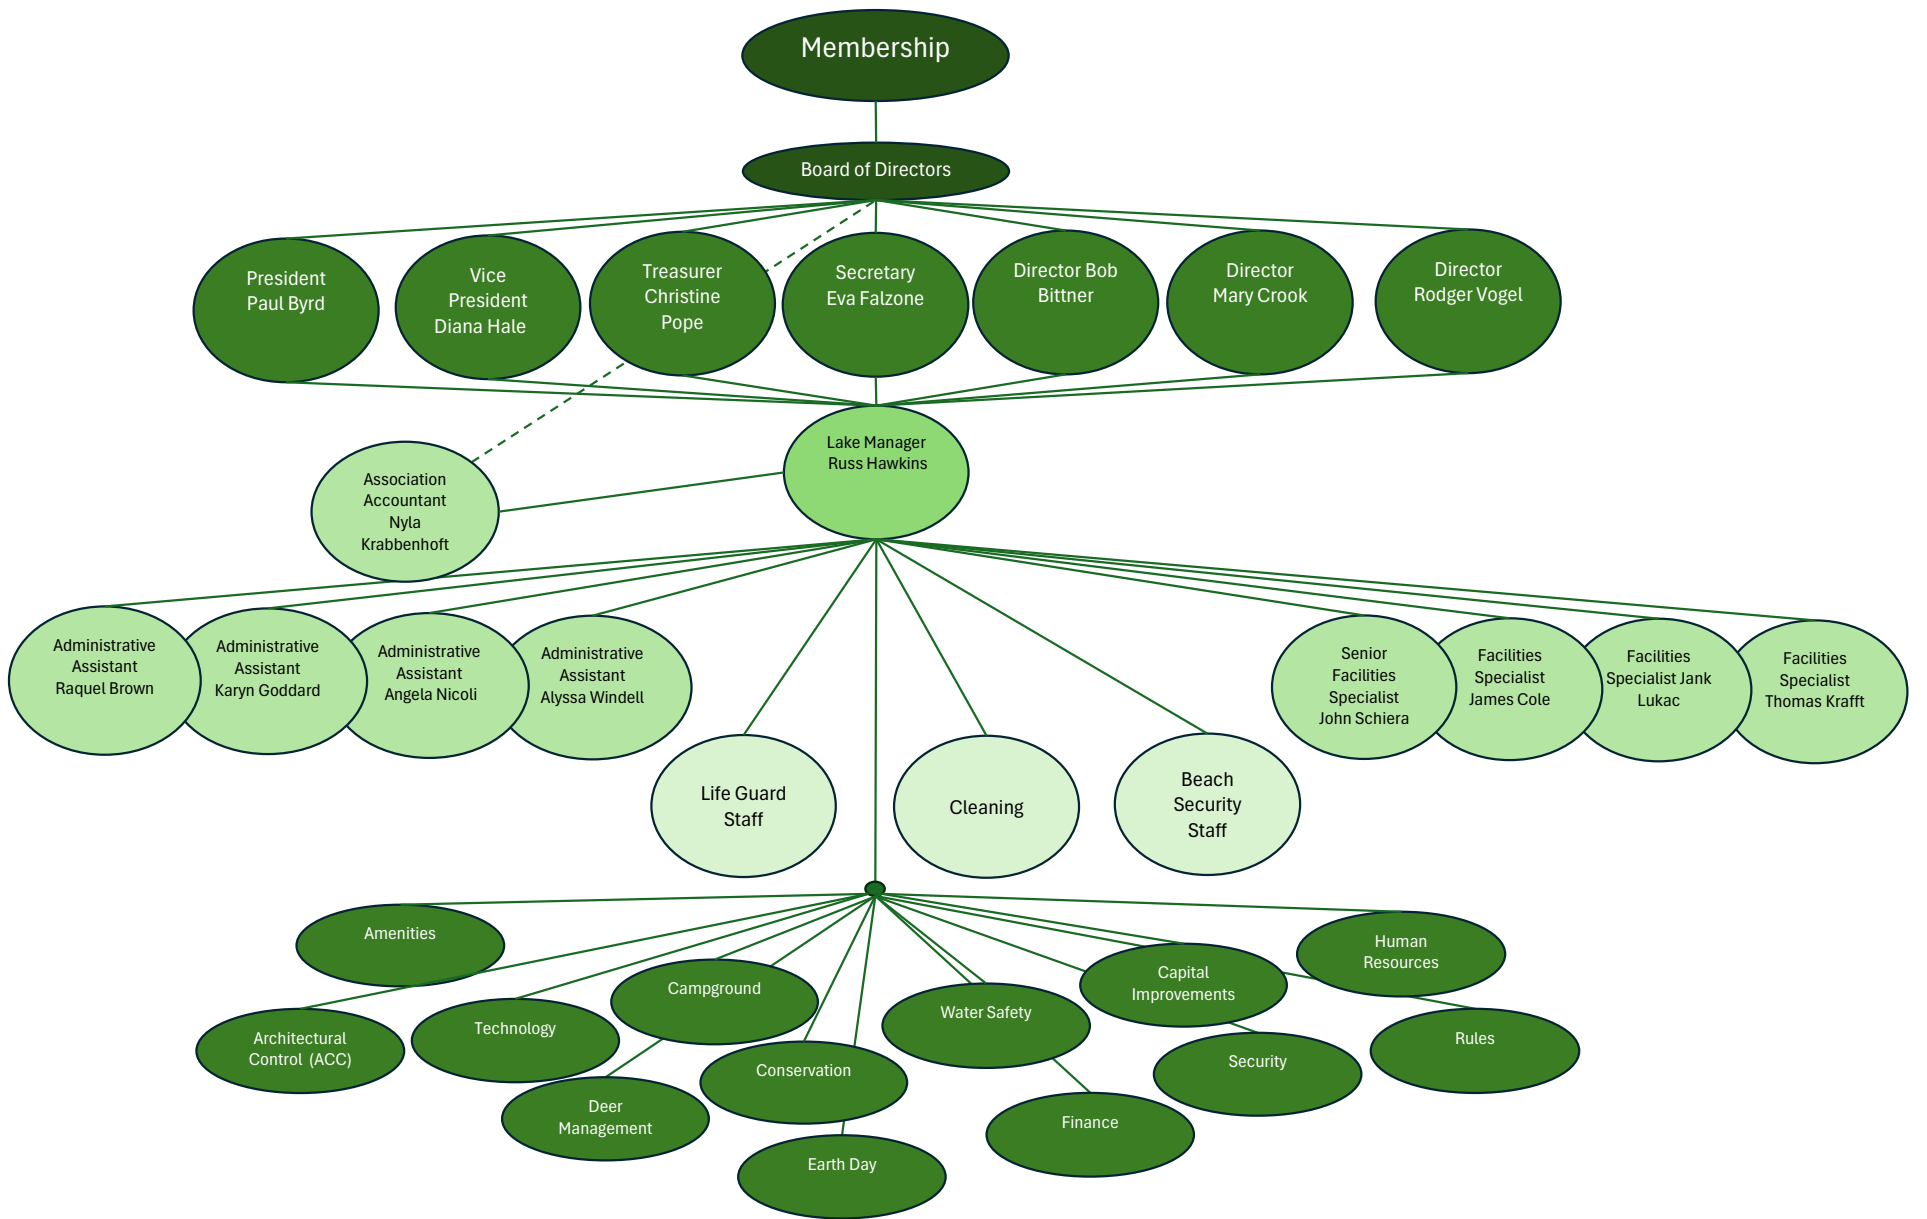 Membership
Board of Directors
President
Paul Byrd
Vice
President
Diana Hale
Treasurer
Christine
Pope
Secretary
Eva Falzone
Director Bob
Bittner
Director
Mary Crook
Director
Rodger Vogel
Lake Manager
Russ Hawkins
Association
Accountant
Nyla
Krabbenhoft
Administrative
Assistant
Raquel Brown
Administrative
Assistant
Karyn Goddard
Administrative
Assistant
Angela Nicoli
Administrative
Assistant
Alyssa Windell
Senior
Facilities
Specialist
John Schiera
Facilities
Specialist
James Cole
Facilities
Specialist Jank
Lukac
Facilities
Specialist
Thomas Krafft
Life Guard
Staff
Cleaning
Beach
Security
Staff
Amenities
Human
Resources
Campground
Capital
Improvements
Architectural
Control (ACC)
Technology
Water Safety
Rules
Conservation
Security
Deer
Management
Finance
Earth Day